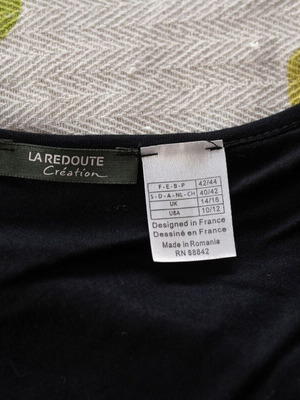 LA REDOUTE
Création
F-E-B-P 42/44
S-D-A-NL-CH 40/42
UK 14/16
USA 10/12
Designed in France
Dessiné en France
Made in Romania
RN 88842